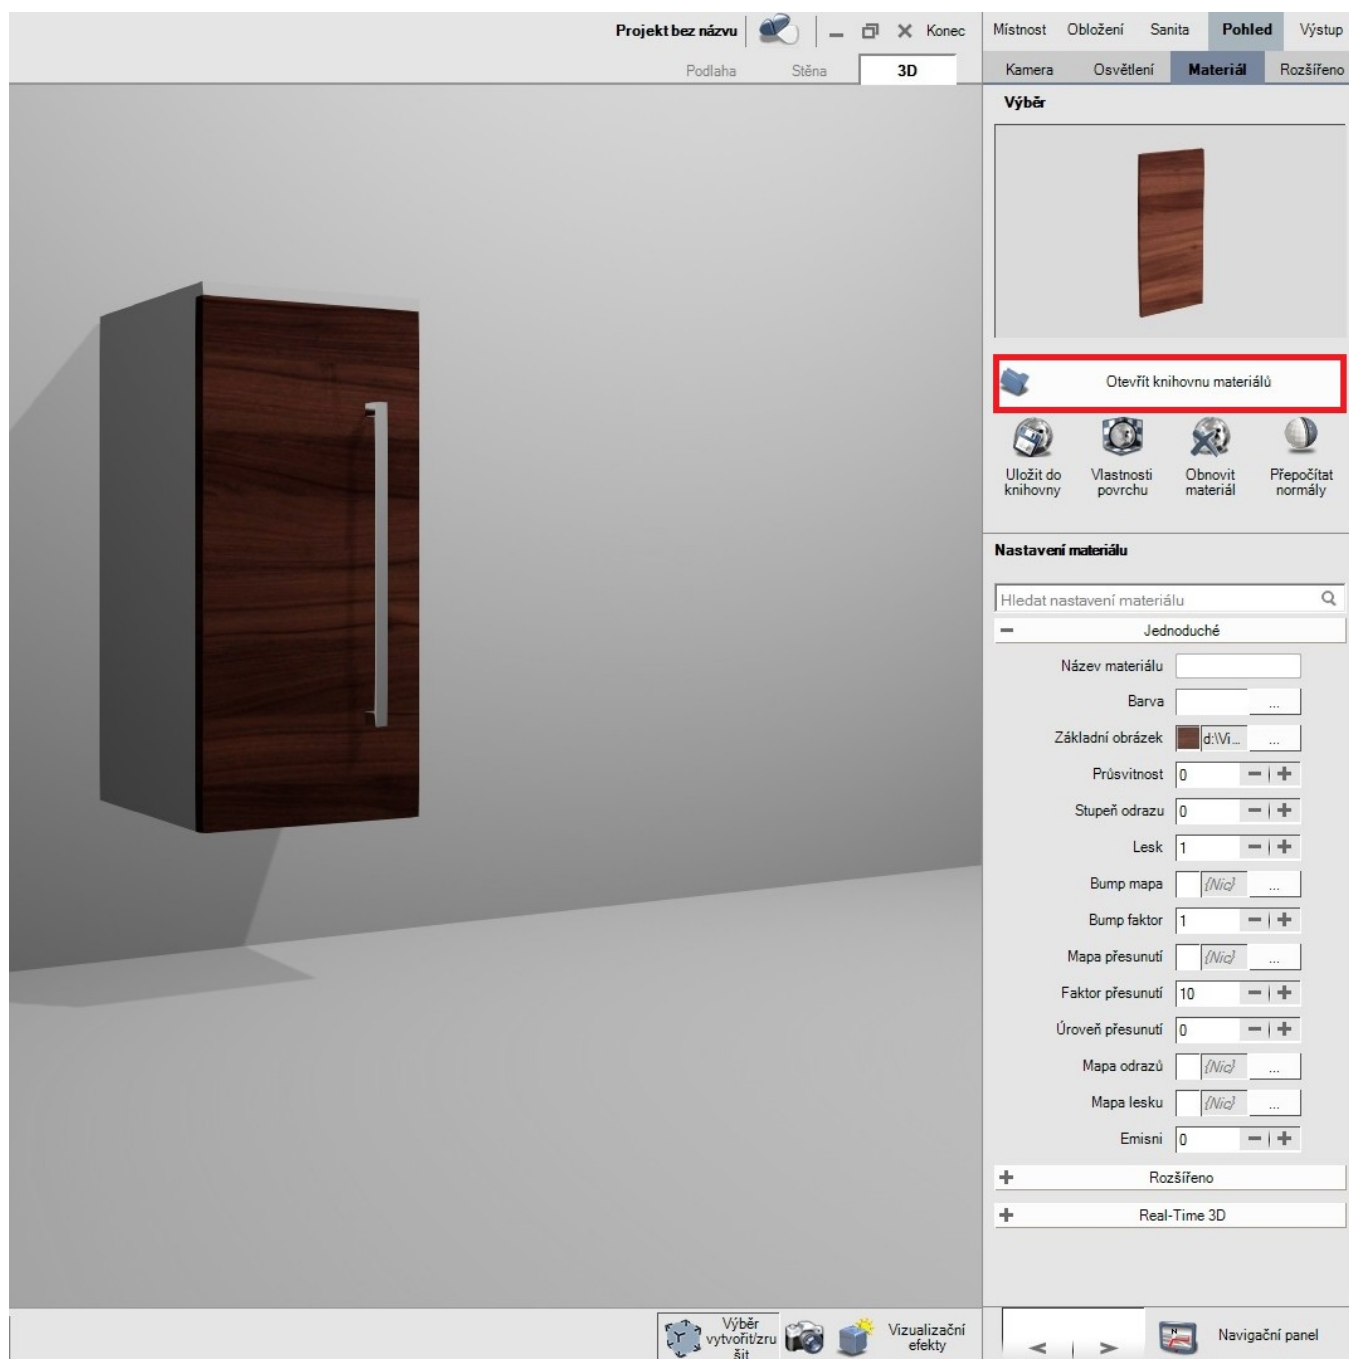 Projekt bez názvu
Konec
Místnost Obložení Sanita Pohled Výstup
Podlaha Stěna 3D
Kamera Osvětlení Materiál Rozšířeno
Výběr
Otevřít knihovnu materiálů
Uložit do knihovny
Vlastnosti povrchu
Obnovit materiál
Přepočítat normály
Nastavení materiálu
Hledat nastavení materiálu
Jednoduché
Název materiálu
Barva ...
Základní obrázek d:\Vi... ...
Průsvitnost 0
Stupeň odrazu 0
Lesk 1
Bump mapa {Nic} ...
Bump faktor 1
Mapa přesunutí {Nic} ...
Faktor přesunutí 10
Úroveň přesunutí 0
Mapa odrazů {Nic} ...
Mapa lesku {Nic} ...
Emisni 0
Rozšířeno
Real-Time 3D
Výběr
vytvořit/zru
šit
Vizualizační
efekty
Navigační panel